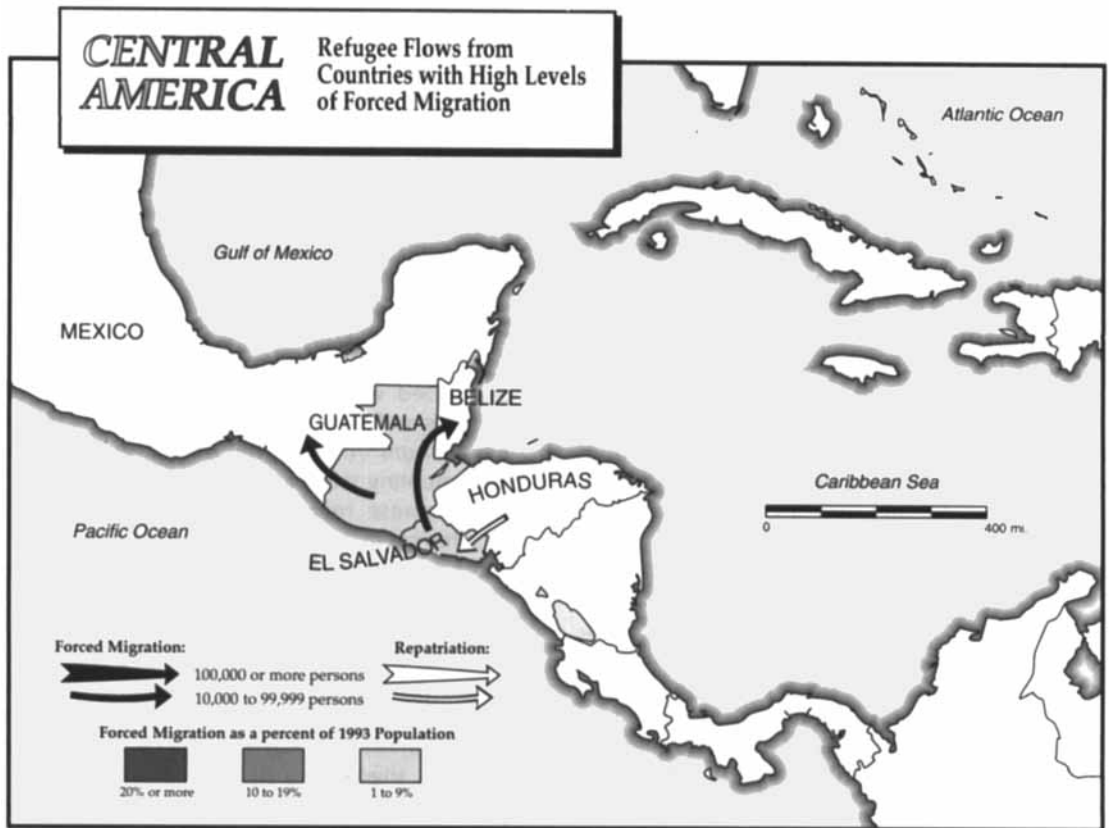 CENTRAL
AMERICA
Refugee Flows from
Countries with High Levels
of Forced Migration
Atlantic Ocean
Gulf of Mexico
MEXICO
BELIZE
GUATEMALA
HONDURAS
Caribbean Sea
0
400 mi.
Pacific Ocean
EL SALVADOR
Forced Migration:
Repatriation:
100,000 or more persons
10,000 to 99,999 persons
Forced Migration as a percent of 1993 Population
20% or more
10 to 19%
1 to 9%